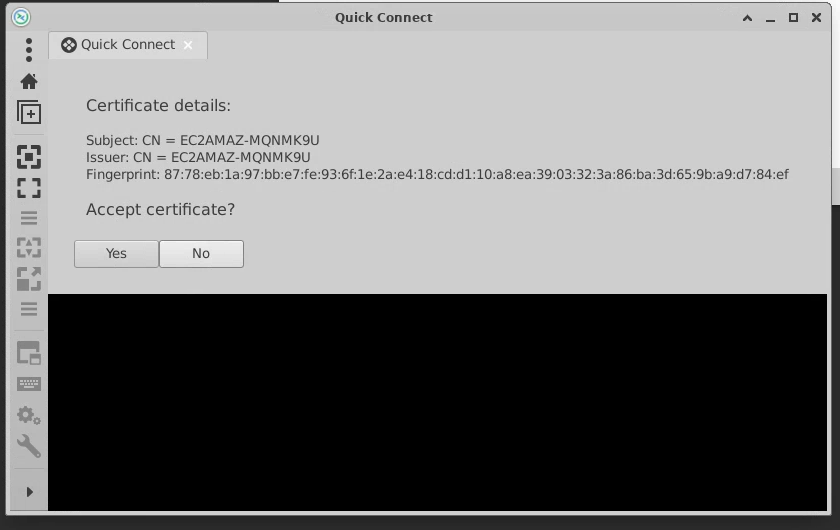 Quick Connect
Quick Connect
Certificate details:
Subject: CN = EC2AMAZ-MQNMK9U
Issuer: CN = EC2AMAZ-MQNMK9U
Fingerprint: 87:78:eb:1a:97:bb:e7:fe:93:6f:1e:2a:e4:18:cd:d1:10:a8:ea:39:03:32:3a:86:ba:3d:65:9b:a9:d7:84:ef
Accept certificate?
Yes No